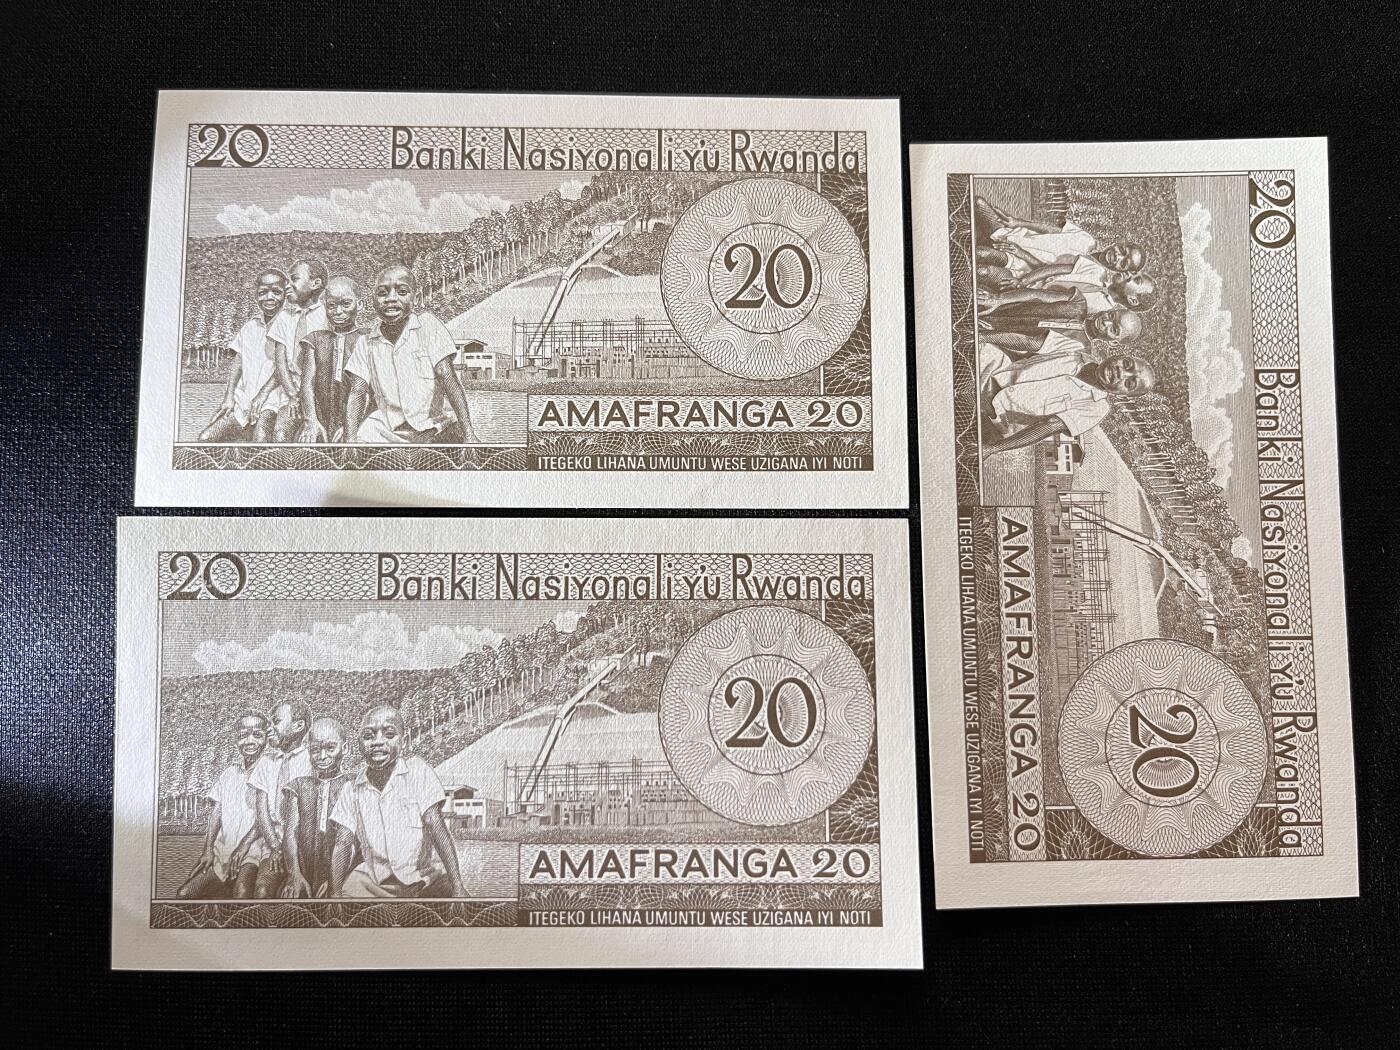 20 Banki Nasiyonali y'u Rwanda
20
AMAFRANGA 20
ITEGEKO LIHANA UMUNTU WESE UZIGANA IYI NOTI
20 Banki Nasiyonali y'u Rwanda
20
AMAFRANGA 20
ITEGEKO LIHANA UMUNTU WESE UZIGANA IYI NOTI
20 Banki Nasiyonali y'u Rwanda
20
AMAFRANGA 20
ITEGEKO LIHANA UMUNTU WESE UZIGANA IYI NOTI